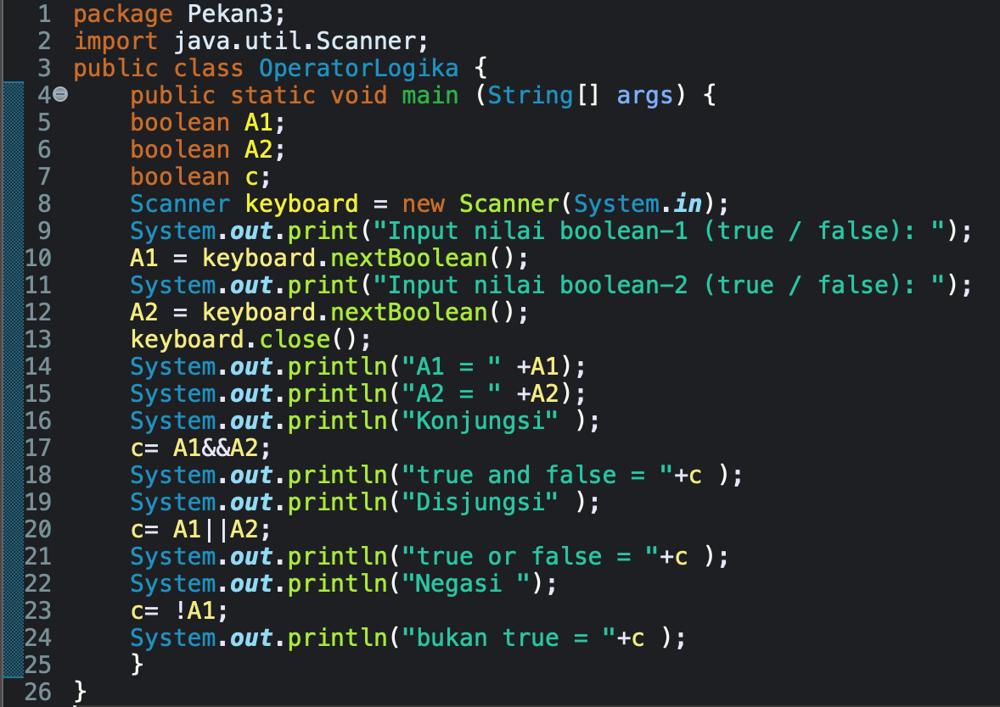 1 package Pekan3;
2 import java.util.Scanner;
3 public class OperatorLogika {
4 public static void main (String[] args) {
5 boolean A1;
6 boolean A2;
7 boolean c;
8 Scanner keyboard = new Scanner(System.in);
9 System.out.print("Input nilai boolean-1 (true / false): ");
10 A1 = keyboard.nextBoolean();
11 System.out.print("Input nilai boolean-2 (true / false): ");
12 A2 = keyboard.nextBoolean();
13 keyboard.close();
14 System.out.println("A1 = " +A1);
15 System.out.println("A2 = " +A2);
16 System.out.println("Konjungsi" );
17 c= A1&&A2;
18 System.out.println("true and false = "+c );
19 System.out.println("Disjungsi" );
20 c= A1||A2;
21 System.out.println("true or false = "+c );
22 System.out.println("Negasi ");
23 c= !A1;
24 System.out.println("bukan true = "+c );
25 }
26 }